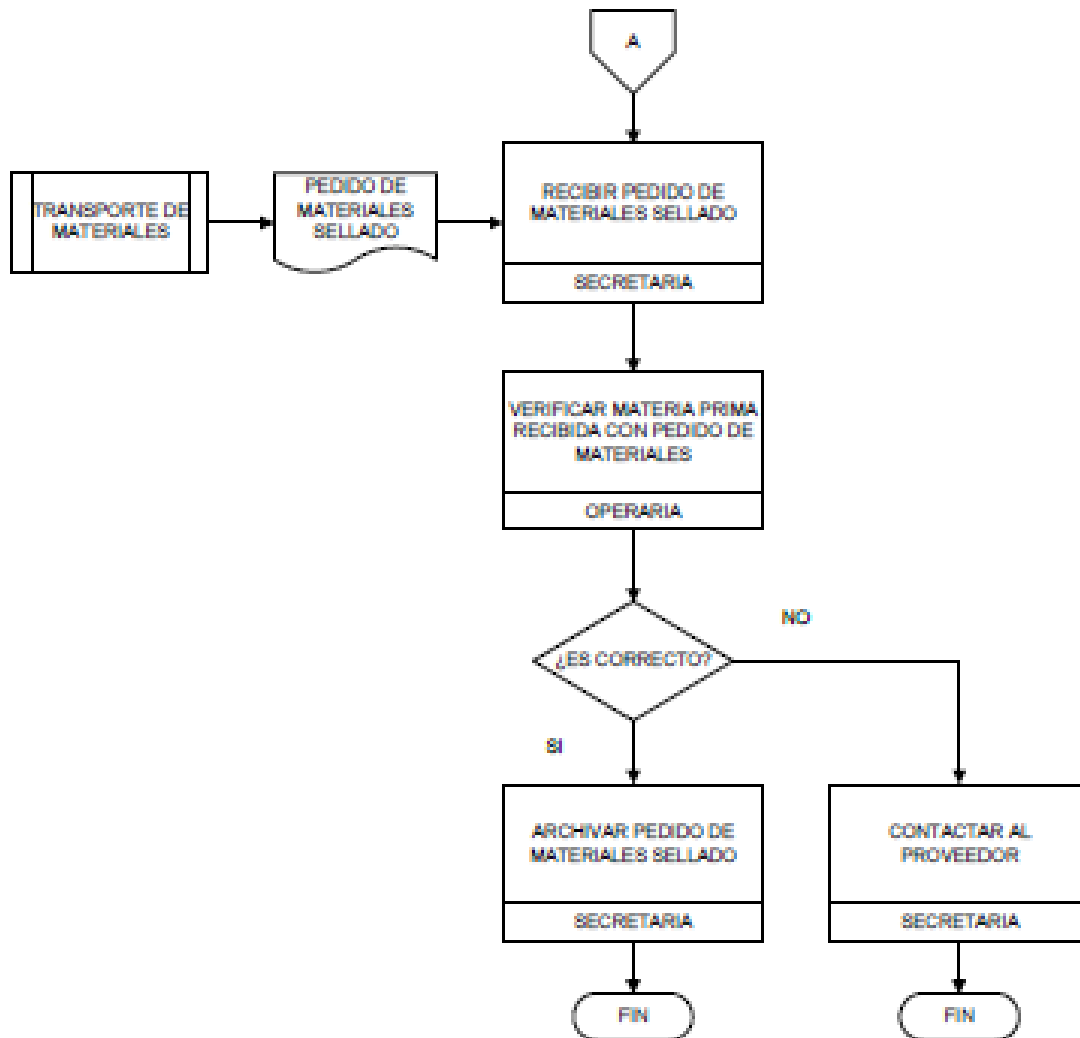 A
TRANSPORTE DE
MATERIALES
PEDIDO DE
MATERIALES
SELLADO
RECIBIR PEDIDO DE
MATERIALES SELLADO
SECRETARIA
VERIFICAR MATERIA PRIMA
RECIBIDA CON PEDIDO DE
MATERIALES
OPERARIA
¿ES CORRECTO?
NO
SI
ARCHIVAR PEDIDO DE
MATERIALES SELLADO
SECRETARIA
CONTACTAR AL
PROVEEDOR
SECRETARIA
FIN
FIN